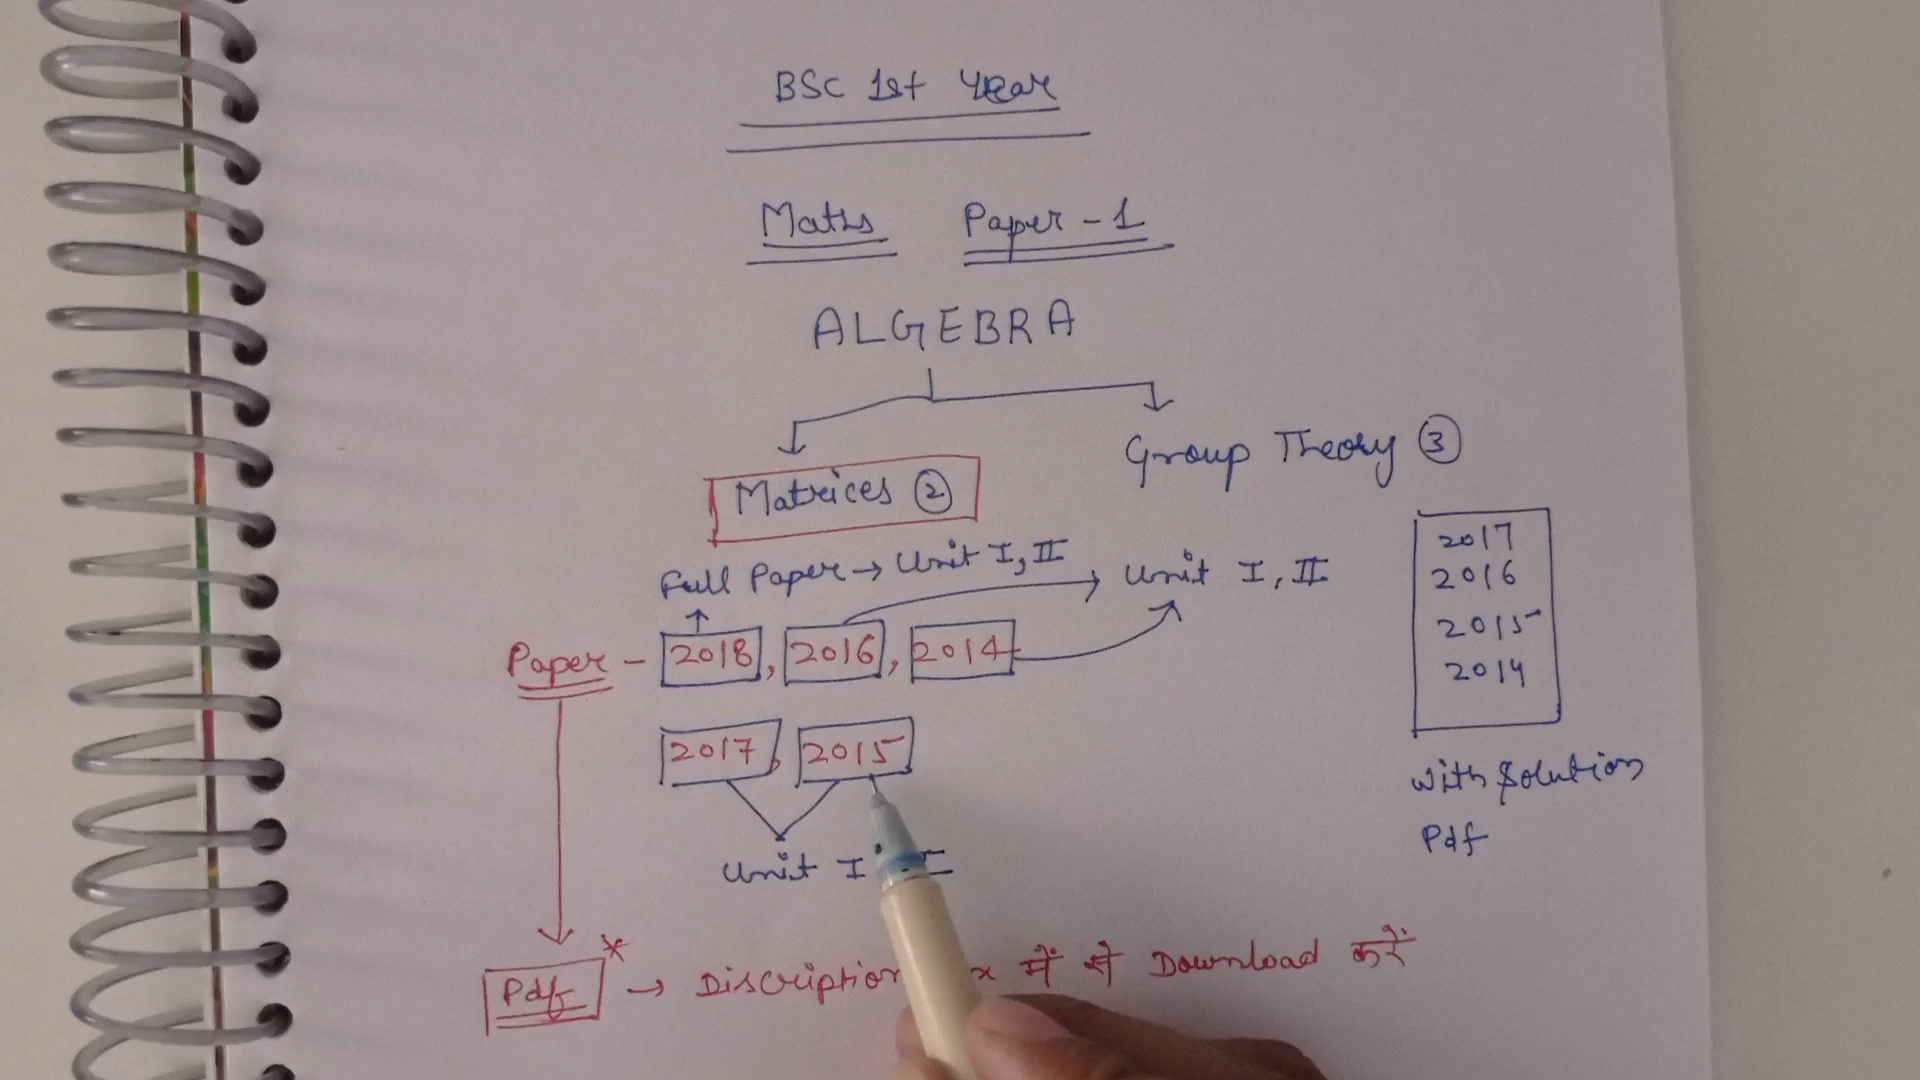 BSc 1st Year
Maths Paper - 1
ALGEBRA
Matrices ②
Group Theory ③
Full Paper → Unit I, II
Unit I, II
Paper - 2018, 2016, 2014
2017, 2015
Unit I
2017
2016
2015
2014
With Solution
Pdf
Pdf * → Discription में से Download करें